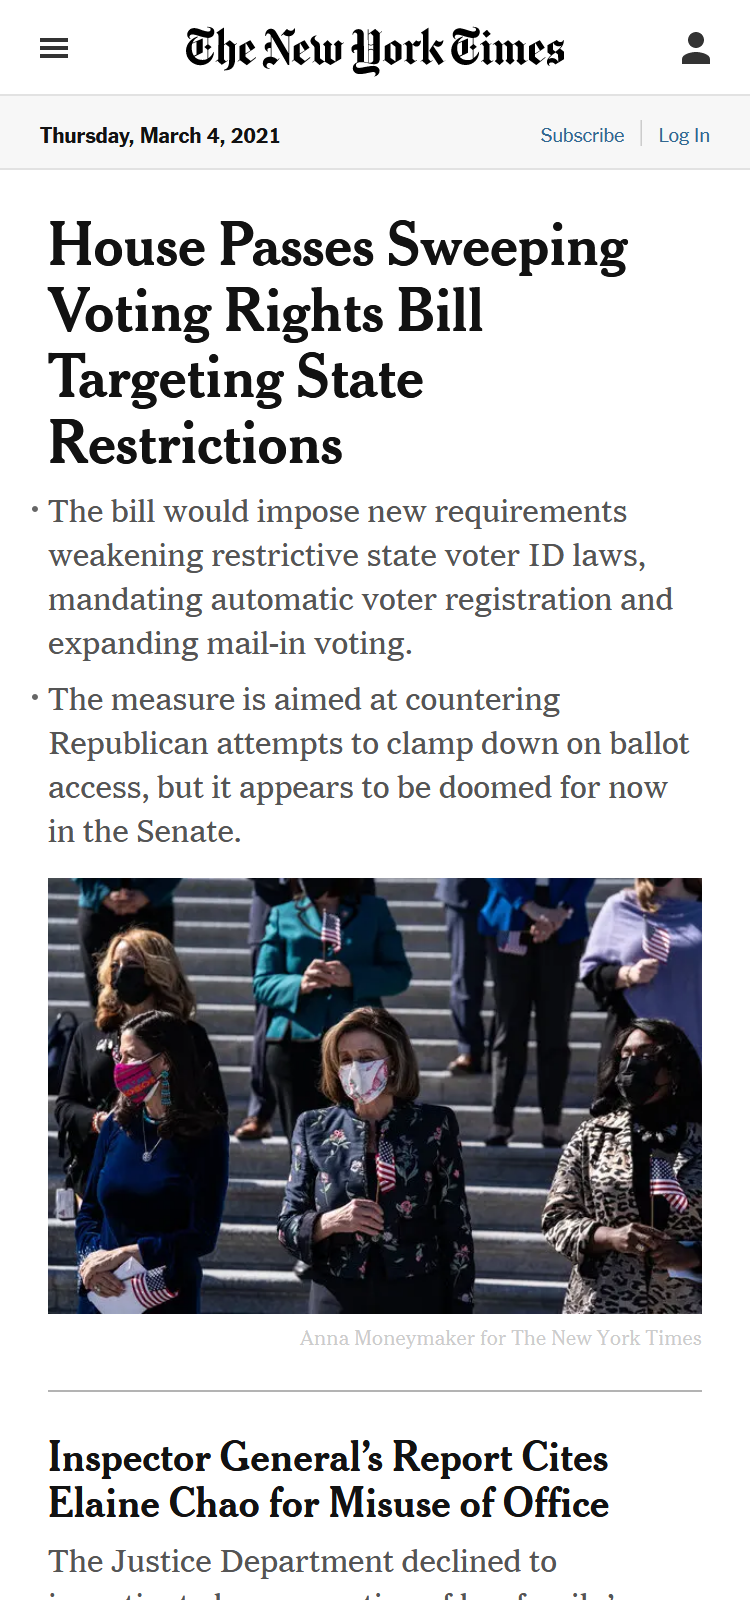 The New York Times
Thursday, March 4, 2021
Subscribe
Log In
House Passes Sweeping
Voting Rights Bill
Targeting State
Restrictions
• The bill would impose new requirements
weakening restrictive state voter ID laws,
mandating automatic voter registration and
expanding mail-in voting.
• The measure is aimed at countering
Republican attempts to clamp down on ballot
access, but it appears to be doomed for now
in the Senate.
Anna Moneymaker for The New York Times
Inspector General’s Report Cites
Elaine Chao for Misuse of Office
The Justice Department declined to